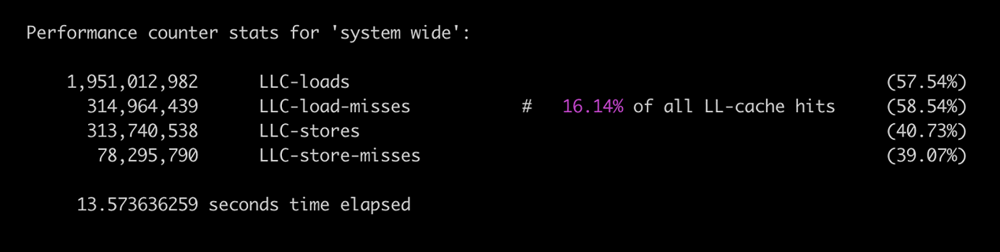 Performance counter stats for 'system wide':
1,951,012,982 LLC-loads (57.54%)
314,964,439 LLC-load-misses # 16.14% of all LL-cache hits (58.54%)
313,740,538 LLC-stores (40.73%)
78,295,790 LLC-store-misses (39.07%)
13.573636259 seconds time elapsed